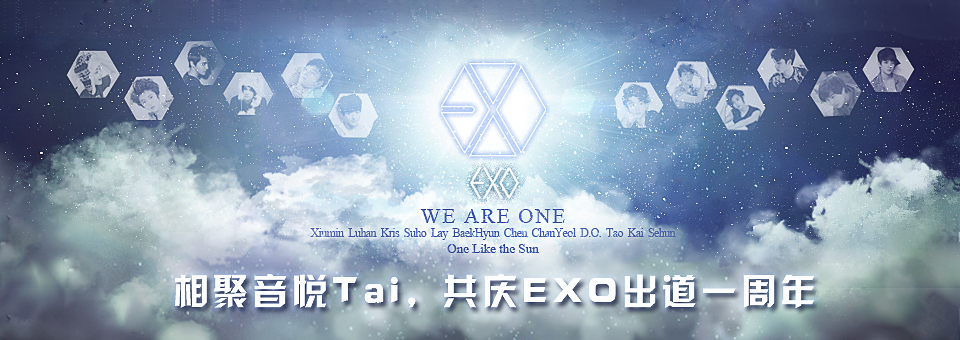 EXO
EXO
WE ARE ONE
Xiumin Luhan Kris Suho Lay BaekHyun Chen ChanYeol D.O. Tao Kai Sehun
One Like the Sun
相聚音悦Tai，共庆EXO出道一周年